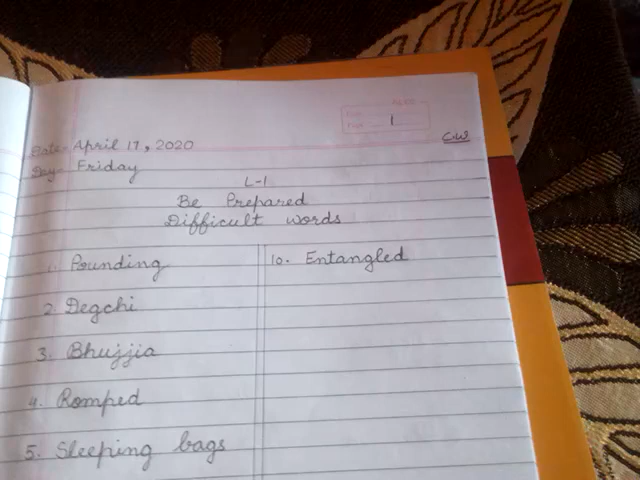 1
Date- April 17, 2020
C.W
Day- Friday
L-1
Be Prepared
Difficult words
1. Pounding
2. Degchi
3. Bhujjia
4. Romped
5. Sleeping bags
10. Entangled